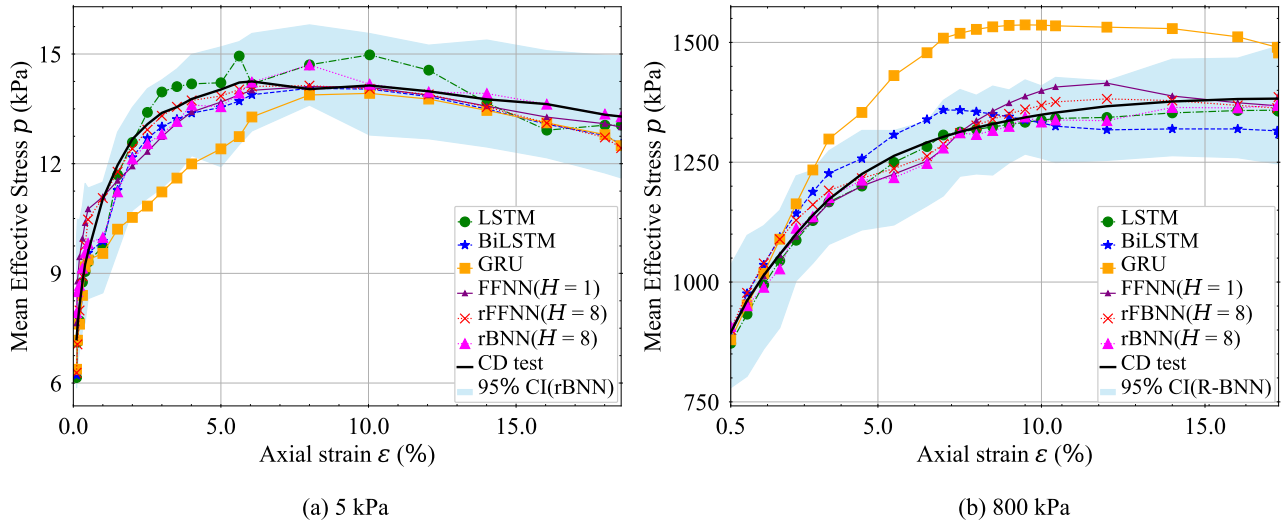 15
12
9
6
Mean Effective Stress p (kPa)
0.0 5.0 10.0 15.0
Axial strain ε (%)
LSTM
BiLSTM
GRU
FFNN(H = 1)
rFFNN(H = 8)
rBNN(H = 8)
CD test
95% CI(rBNN)
(a) 5 kPa
1500
1250
1000
750
Mean Effective Stress p (kPa)
0.5 5.0 10.0 15.0
Axial strain ε (%)
LSTM
BiLSTM
GRU
FFNN(H = 1)
rFBNN(H = 8)
rBNN(H = 8)
CD test
95% CI(R-BNN)
(b) 800 kPa